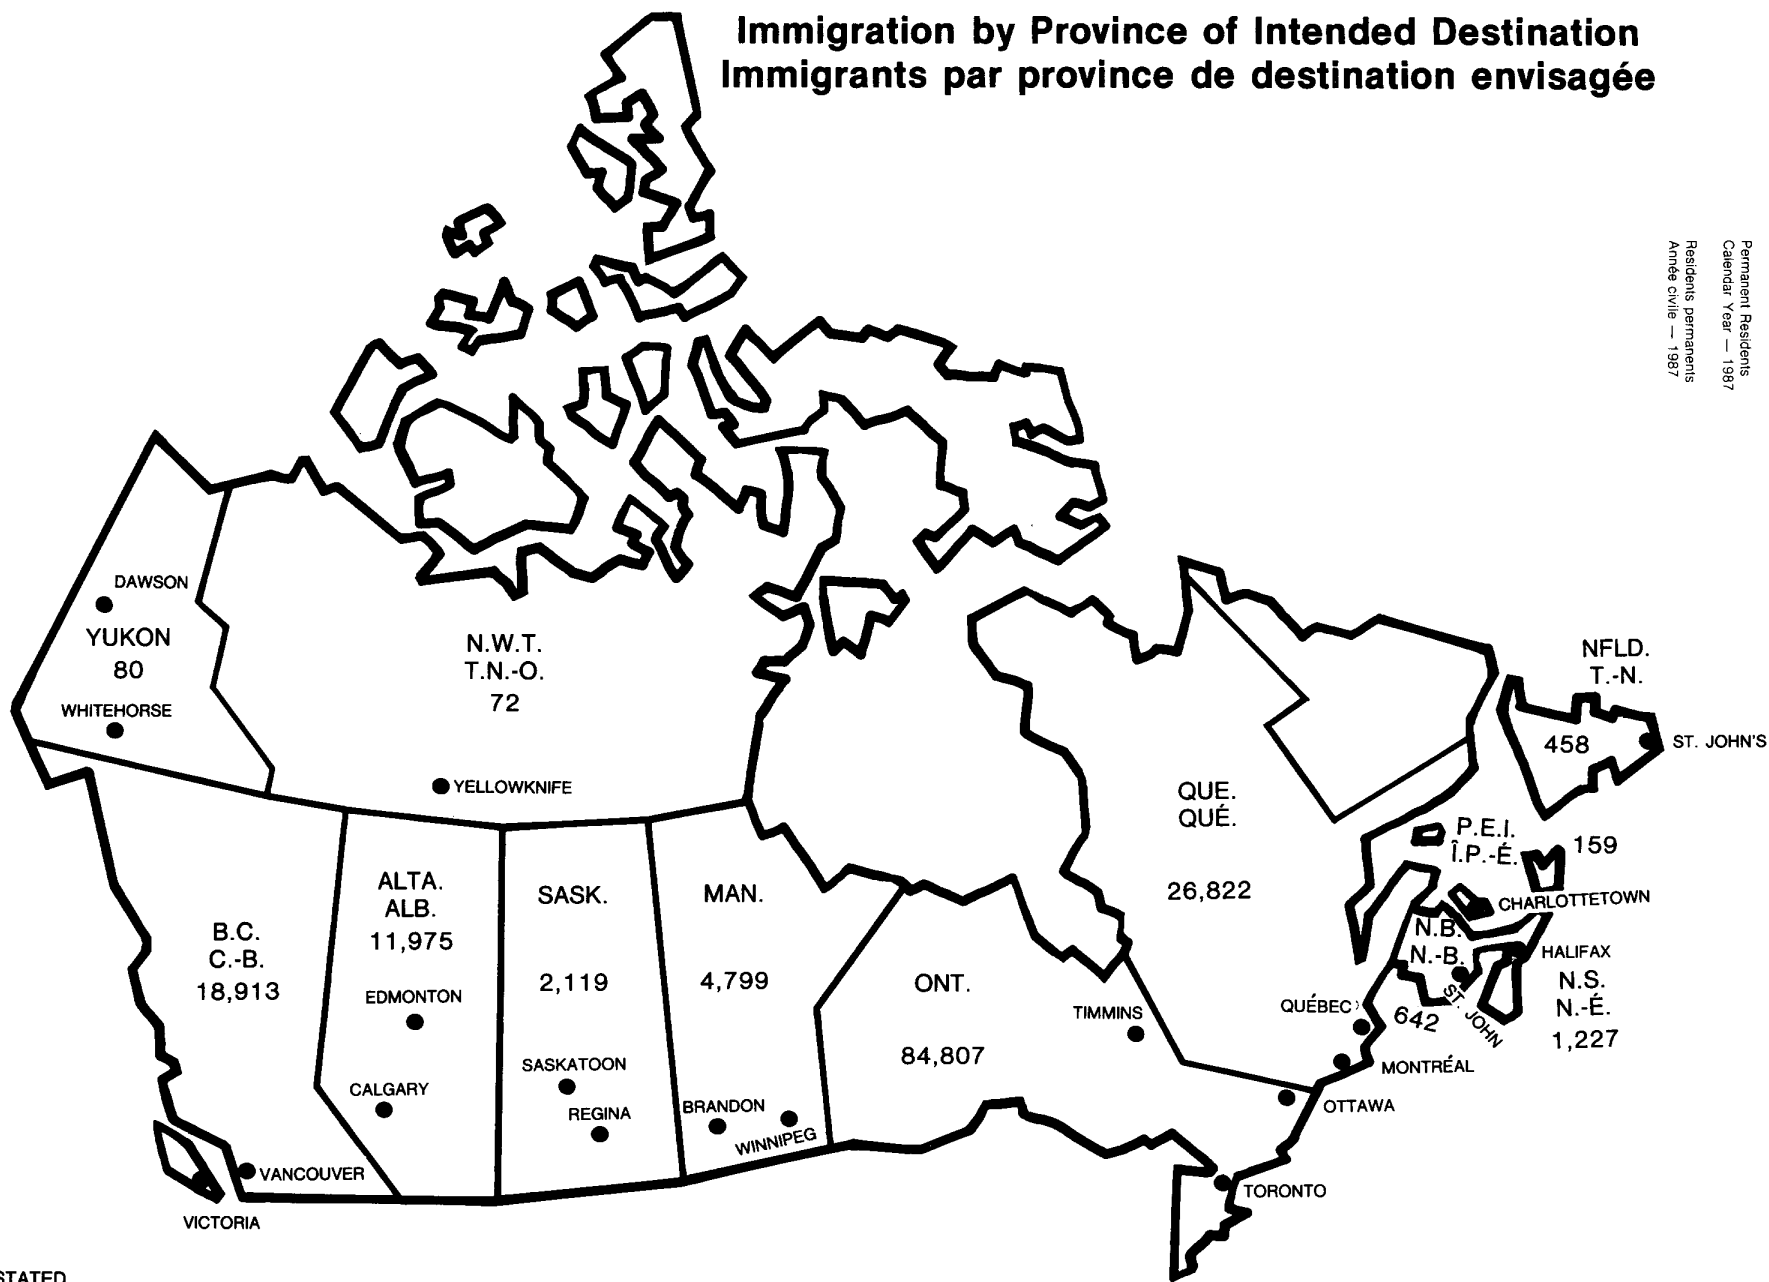 Immigration by Province of Intended Destination
Immigrants par province de destination envisagée
Permanent Residents
Calendar Year — 1987
Résidents permanents
Année civile — 1987
DAWSON
YUKON
80
WHITEHORSE
N.W.T.
T.N.-O.
72
YELLOWKNIFE
NFLD.
T.-N.
458
ST. JOHN'S
QUE.
QUÉ.
26,822
P.E.I.
Î.P.-É.
159
CHARLOTTETOWN
B.C.
C.-B.
18,913
ALTA.
ALB.
11,975
EDMONTON
CALGARY
SASK.
2,119
SASKATOON
REGINA
MAN.
4,799
BRANDON
WINNIPEG
ONT.
84,807
TIMMINS
N.B.
N.-B.
642
ST. JOHN
HALIFAX
N.S.
N.-É.
1,227
QUÉBEC
MONTRÉAL
OTTAWA
TORONTO
VANCOUVER
VICTORIA
STATED